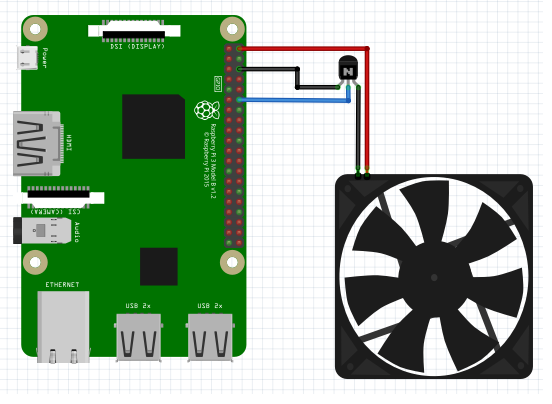 DSI (DISPLAY)
Power
GPIO
HDMI
Raspberry Pi 3 Model B v1.2
© Raspberry Pi 2015
CSI (CAMERA)
Audio
ETHERNET
USB 2x
USB 2x
N